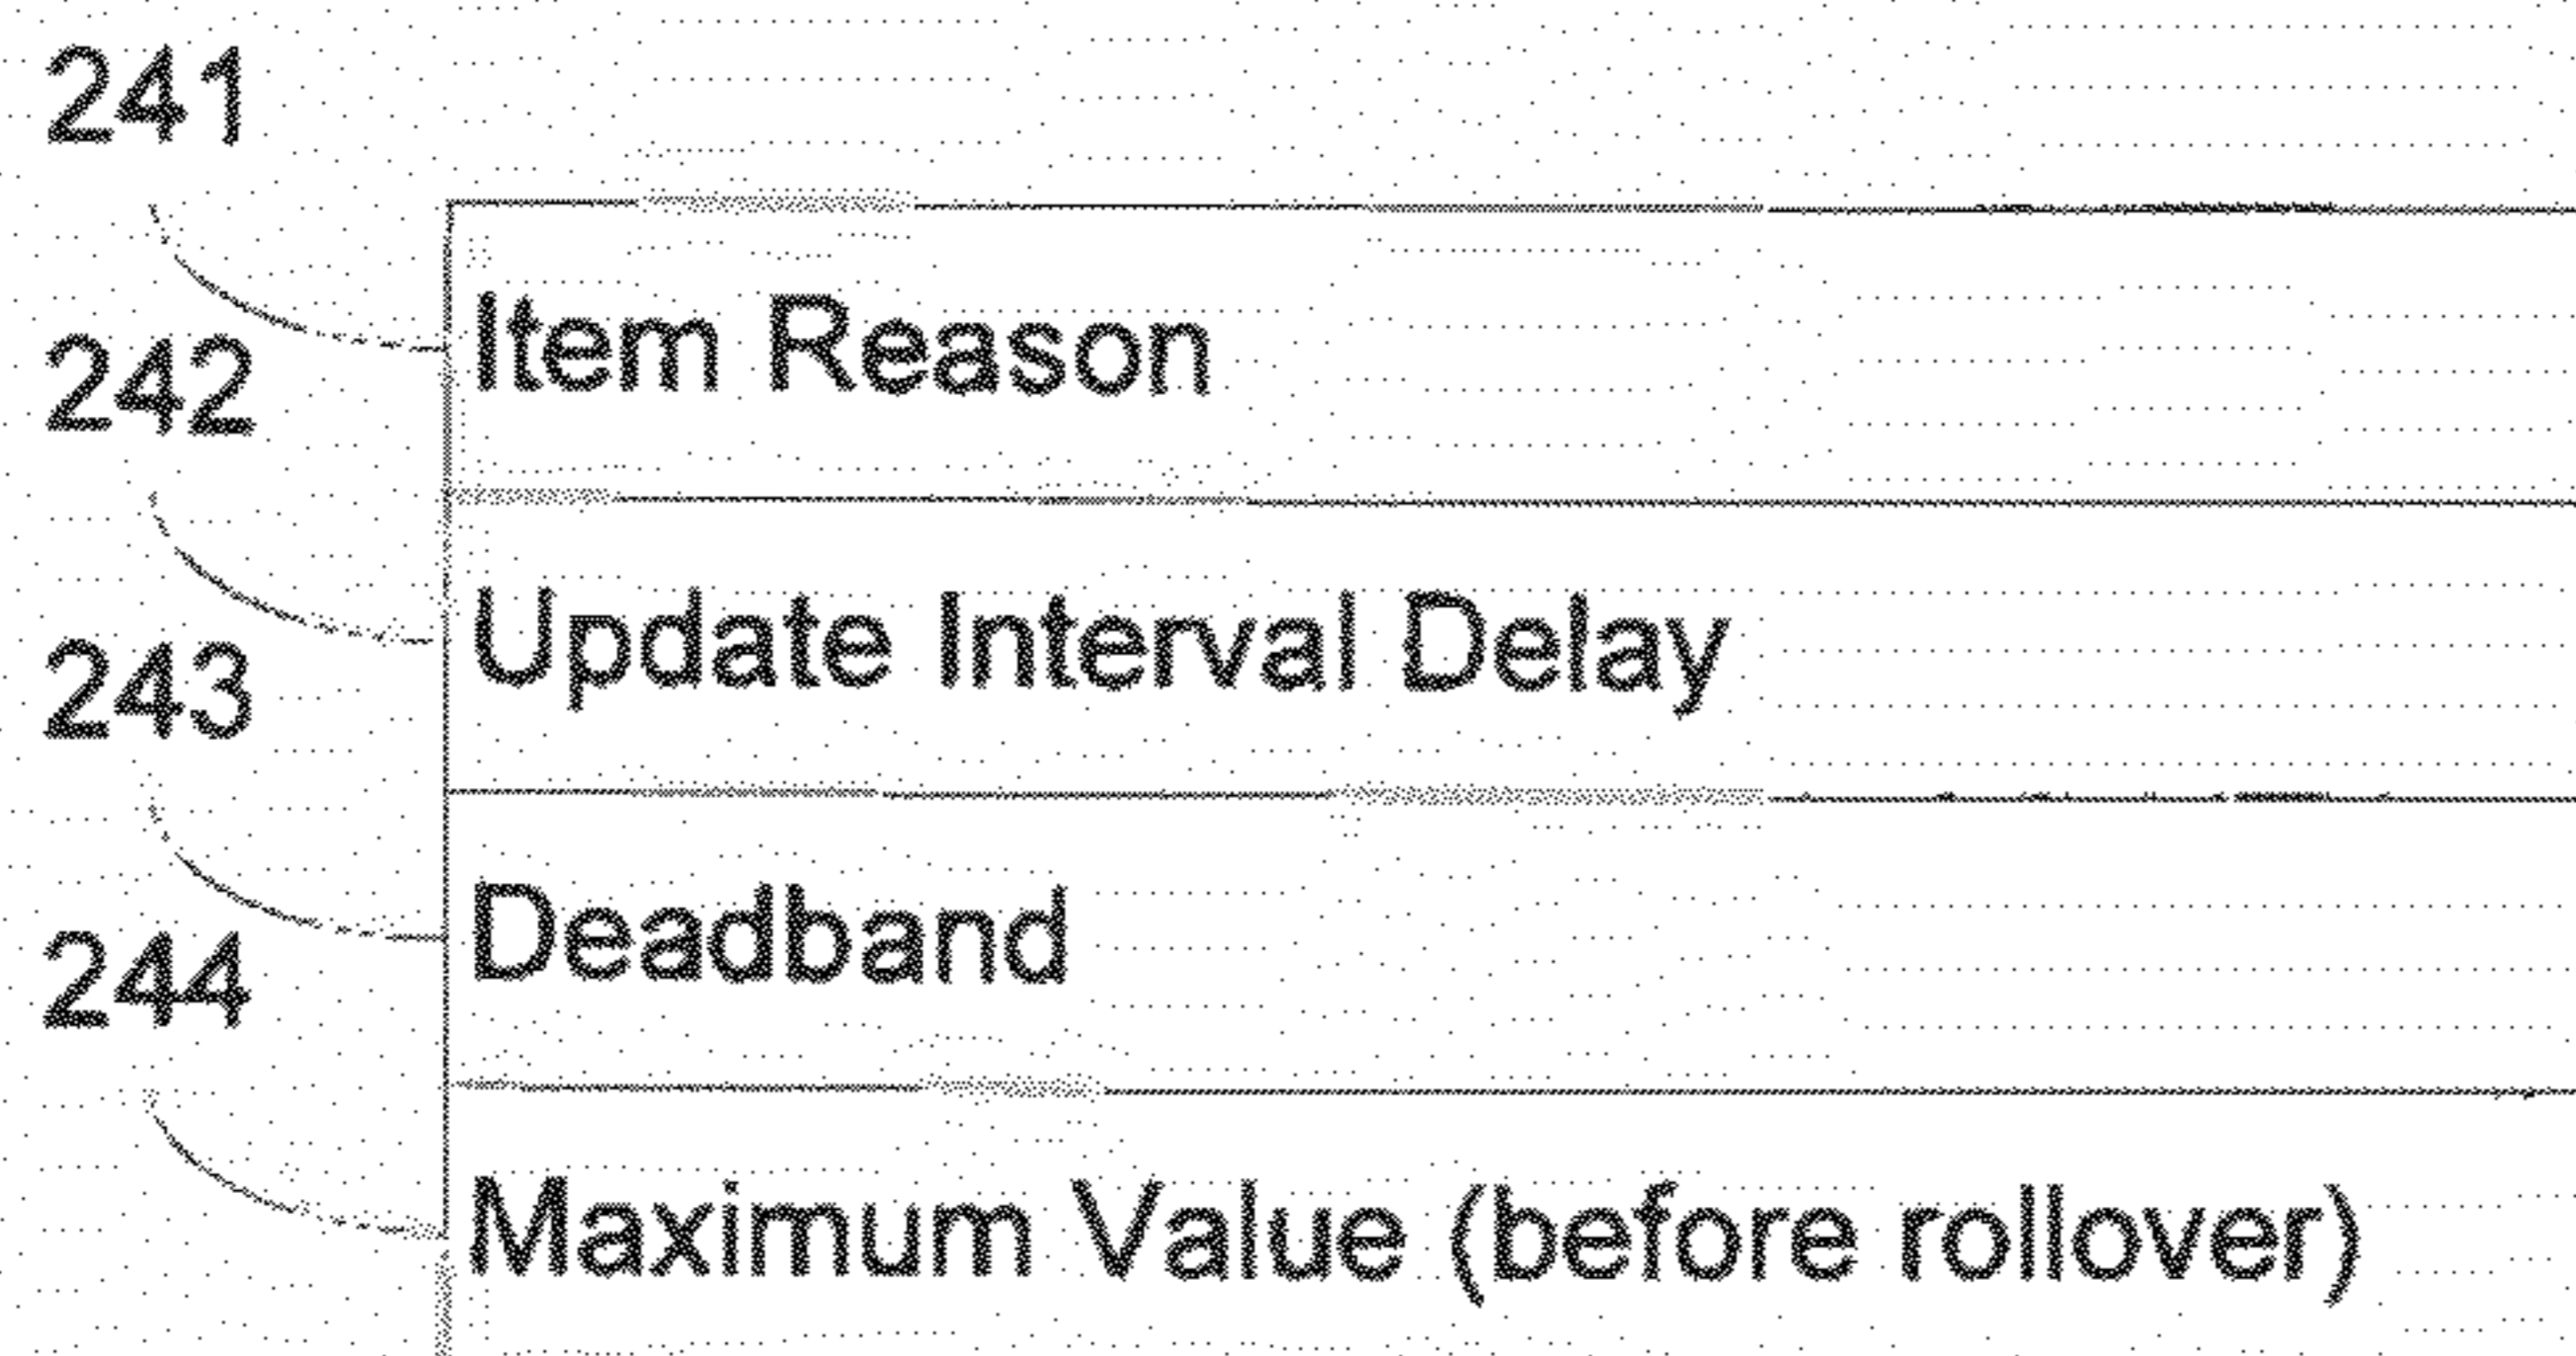 241
Item Reason
242
Update Interval Delay
243
Deadband
244
Maximum Value (before rollover)